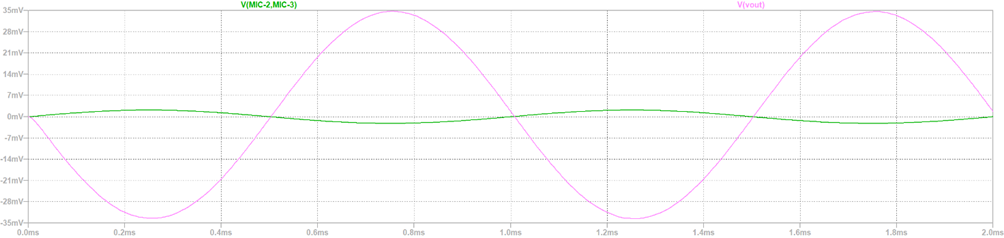 V(MIC-2,MIC-3) V(vout)
35mV
28mV
21mV
14mV
7mV
0mV
-7mV
-14mV
-21mV
-28mV
-35mV
0.0ms 0.2ms 0.4ms 0.6ms 0.8ms 1.0ms 1.2ms 1.4ms 1.6ms 1.8ms 2.0ms